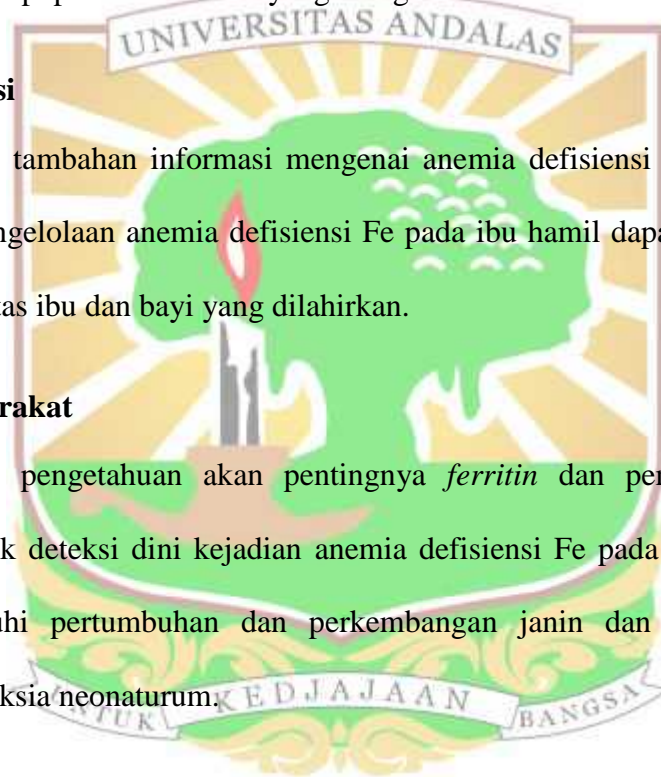 UNIVERSITAS ANDALAS
si
tambahan informasi mengenai anemia defisiensi
ngelolaan anemia defisiensi Fe pada ibu hamil dapa
tas ibu dan bayi yang dilahirkan.
rakat
pengetahuan akan pentingnya ferritin dan per
k deteksi dini kejadian anemia defisiensi Fe pada
uhi pertumbuhan dan perkembangan janin dan
ksia neonaturum.
UNTUK KEDJAJAAN BANGSA